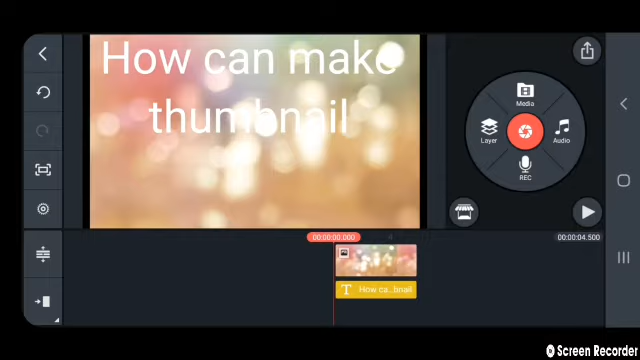 How can make
thumbnail
Media
Layer
Audio
REC
00:00:00.000
00:00:04.500
How ca..bnail
Screen Recorder